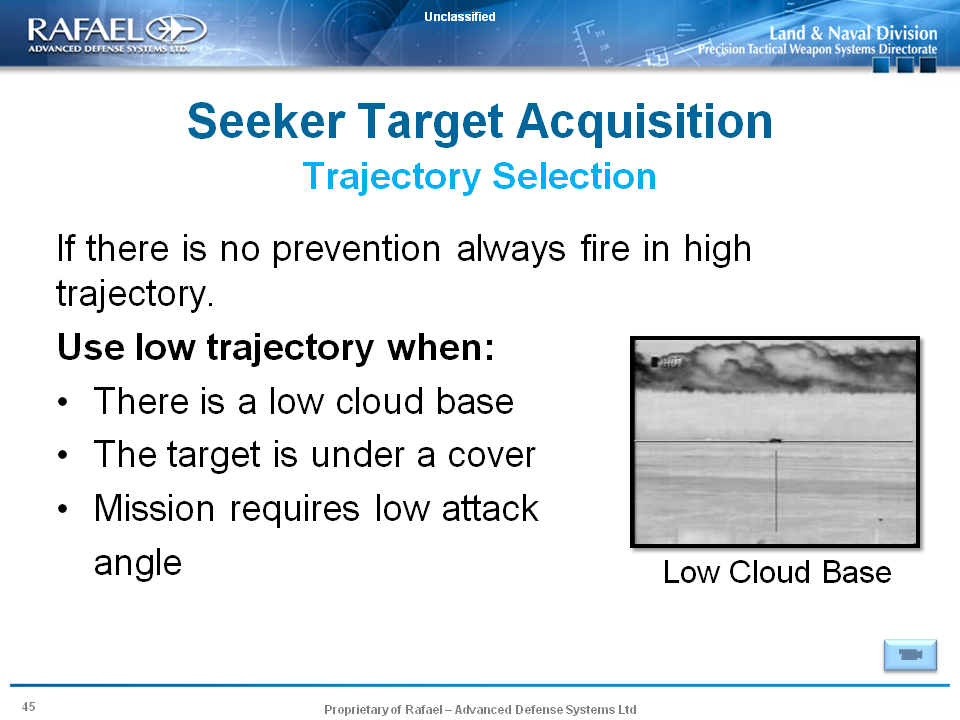 Unclassified
RAFAEL
ADVANCED DEFENSE SYSTEMS LTD.
Land & Naval Division
Precision Tactical Weapon Systems Directorate
Seeker Target Acquisition
Trajectory Selection
If there is no prevention always fire in high
trajectory.
Use low trajectory when:
• There is a low cloud base
• The target is under a cover
• Mission requires low attack
angle
HUT
Low Cloud Base
45
Proprietary of Rafael – Advanced Defense Systems Ltd